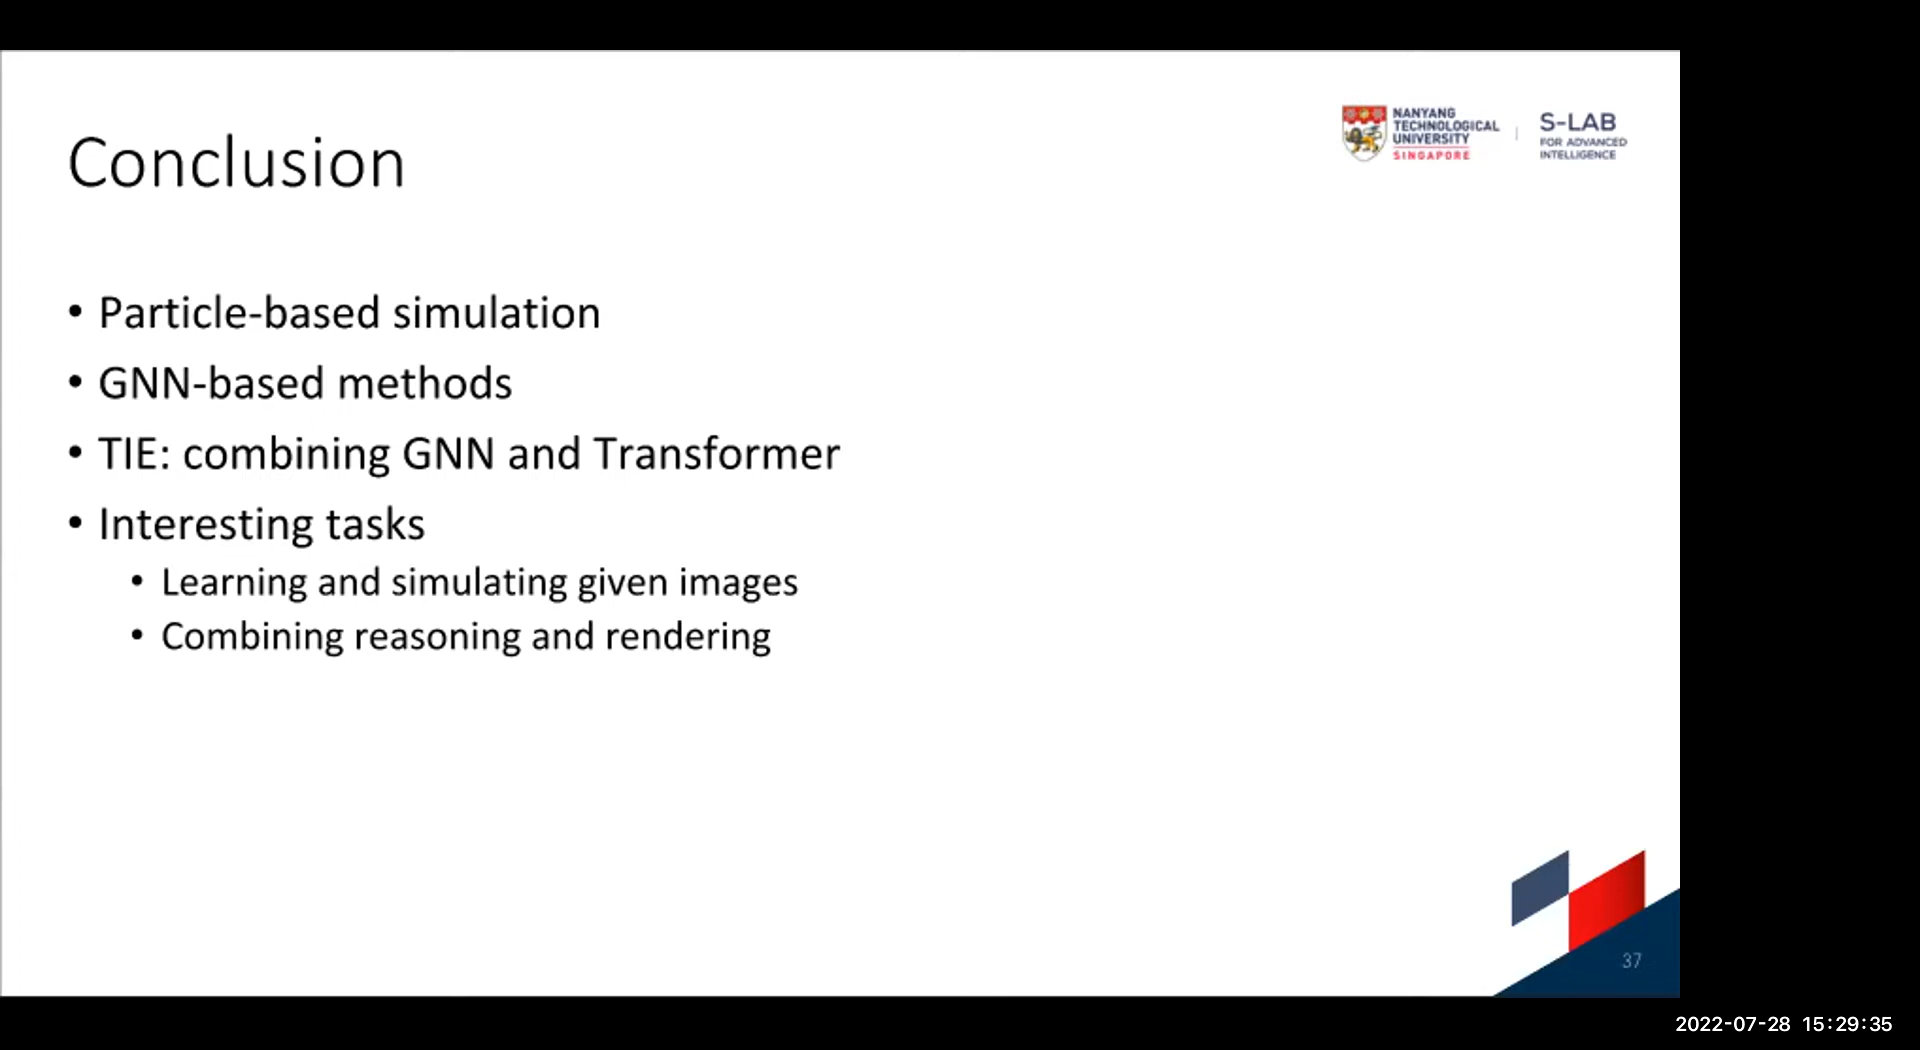 NANYANG
TECHNOLOGICAL
UNIVERSITY
SINGAPORE
S-LAB
FOR ADVANCED
INTELLIGENCE
Conclusion
• Particle-based simulation
• GNN-based methods
• TIE: combining GNN and Transformer
• Interesting tasks
• Learning and simulating given images
• Combining reasoning and rendering
37
2022-07-28 15:29:35